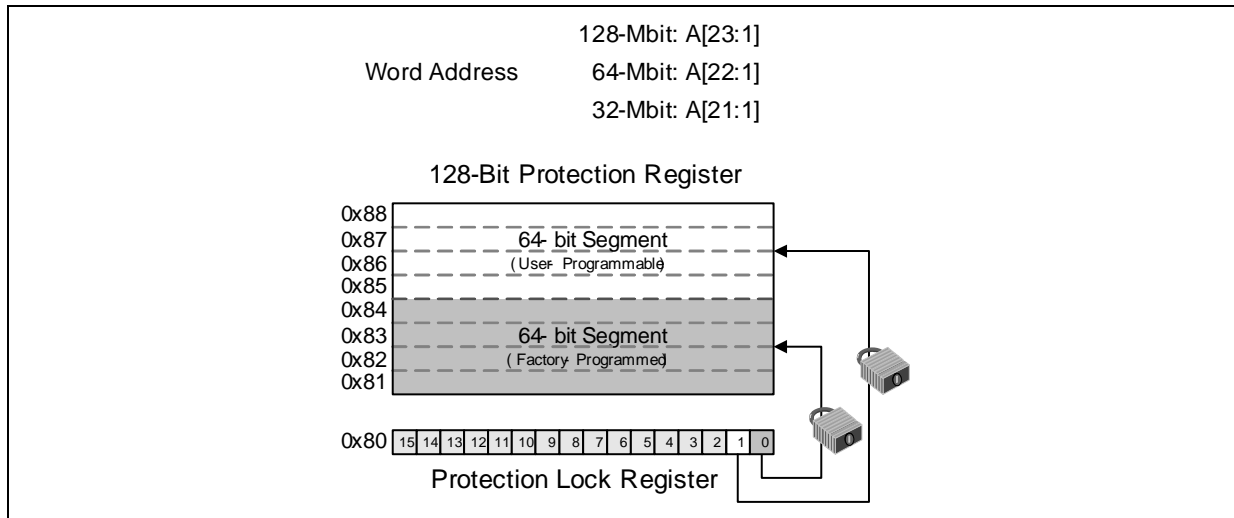 128-Mbit: A[23:1]
Word Address 64-Mbit: A[22:1]
32-Mbit: A[21:1]
128-Bit Protection Register
0x88
0x87 64- bit Segment
0x86 (User- Programmable)
0x85
0x84
0x83 64- bit Segment
0x82 (Factory- Programmed)
0x81
0x80 15 14 13 12 11 10 9 8 7 6 5 4 3 2 1 0
Protection Lock Register